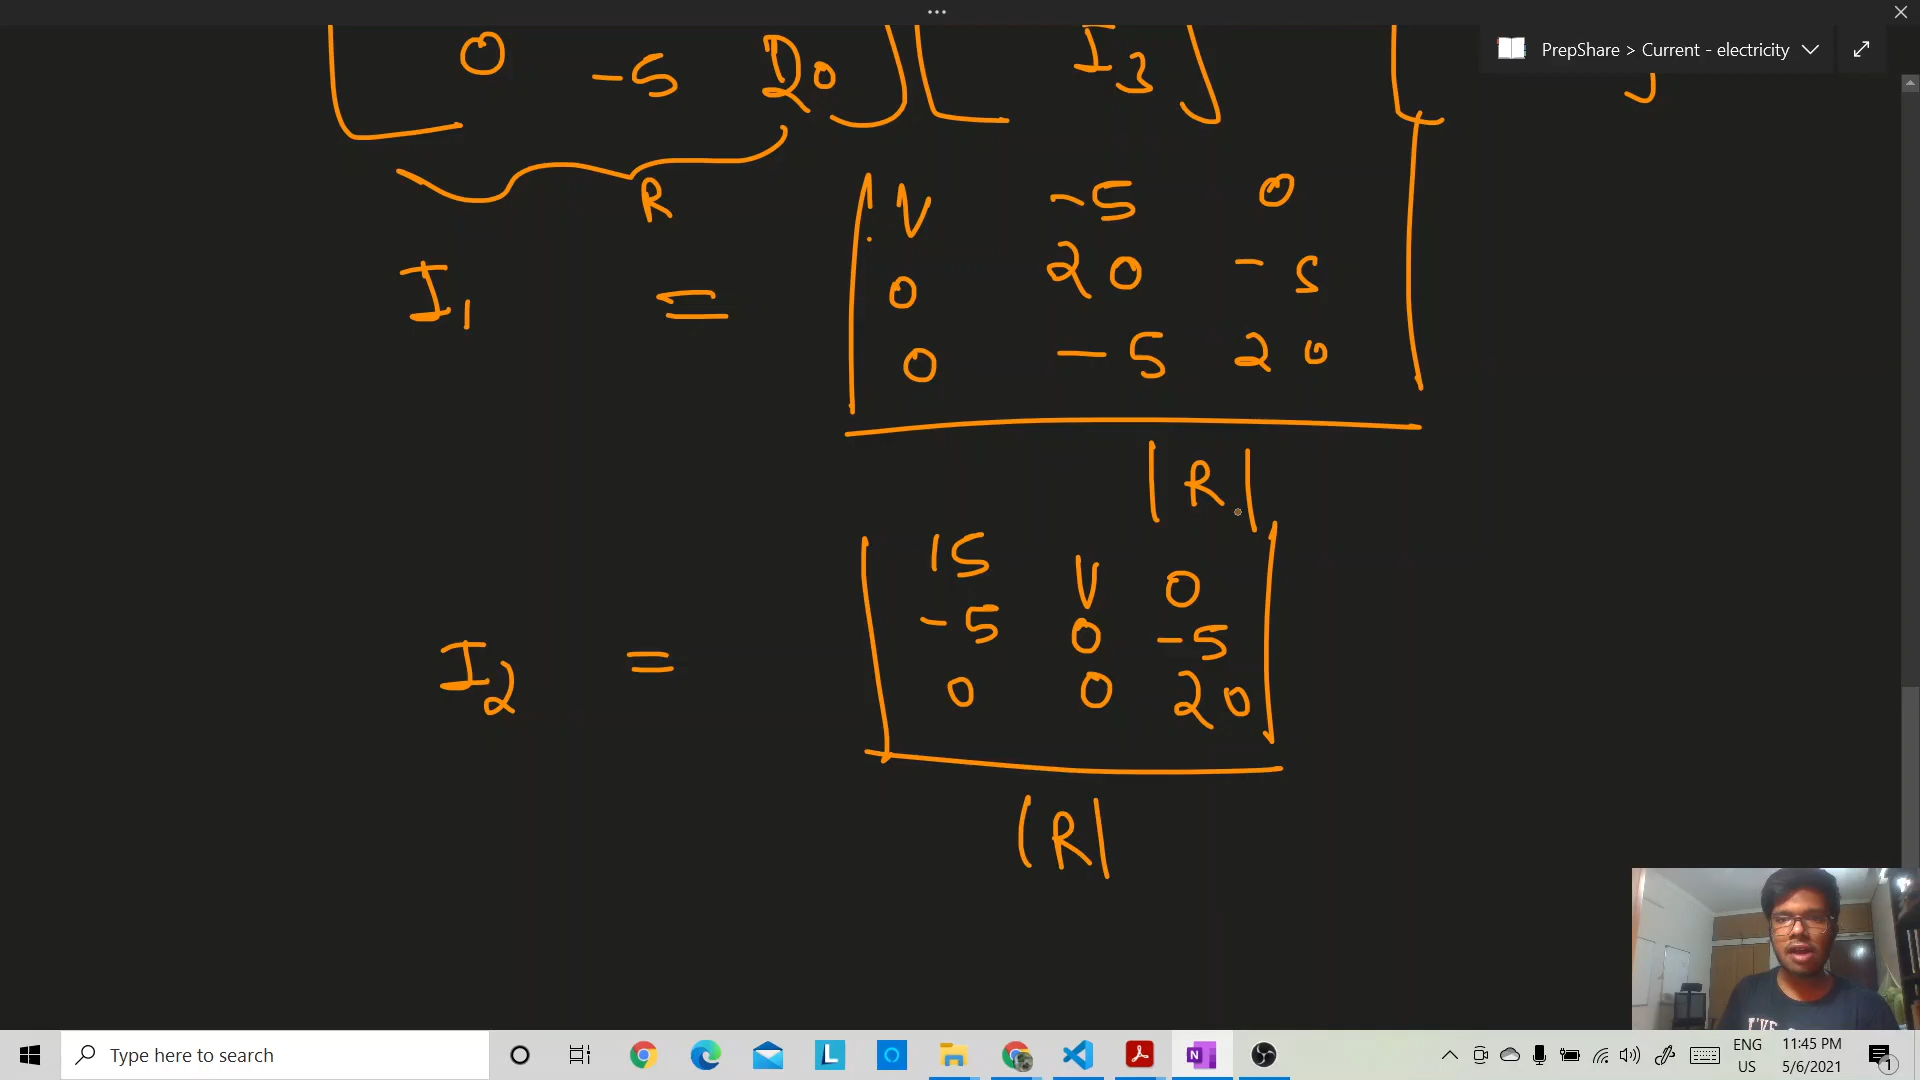 PrepShare > Current - electricity
0 -5 20 I3
R
V -5 0
I1 = 0 20 -5
0 -5 20
|R|
15 V 0
-5 0 -5
I2 = 0 0 20
|R|
Type here to search
ENG
US
11:45 PM
5/6/2021
1